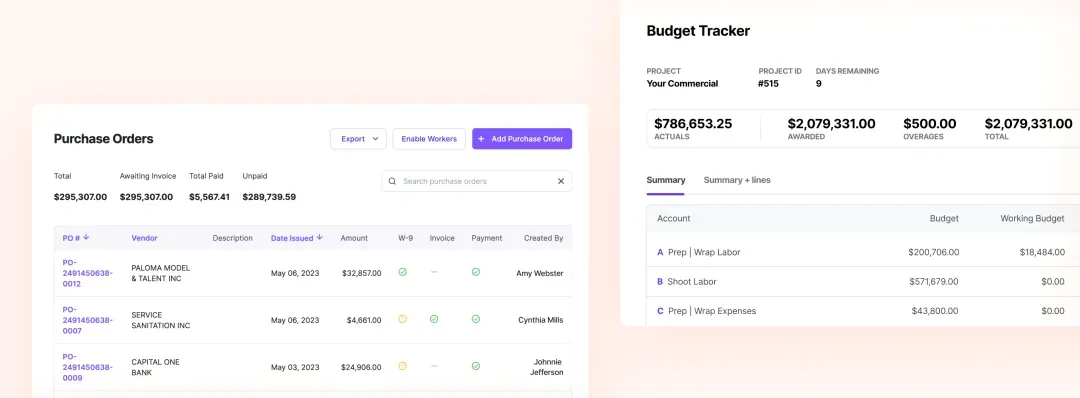 Purchase Orders
Export
Enable Workers
+ Add Purchase Order
Total Awaiting Invoice Total Paid Unpaid
$295,307.00 $295,307.00 $5,567.41 $289,739.59
Search purchase orders
PO # Vendor Description Date Issued Amount W-9 Invoice Payment Created By
PO-
2491450638-
0012
PALOMA MODEL
& TALENT INC
May 06, 2023 $32,857.00 — Amy Webster
PO-
2491450638-
0007
SERVICE
SANITATION INC
May 06, 2023 $4,661.00 Cynthia Mills
PO-
2491450638-
0009
CAPITAL ONE
BANK
May 03, 2023 $24,906.00 —
Johnnie
Jefferson
Budget Tracker
PROJECT PROJECT ID DAYS REMAINING
Your Commercial #515 9
$786,653.25 $2,079,331.00 $500.00 $2,079,331.00
ACTUALS AWARDED OVERAGES TOTAL
Summary Summary + lines
Account Budget Working Budget
A Prep | Wrap Labor $200,706.00 $18,484.00
B Shoot Labor $571,679.00 $0.00
C Prep | Wrap Expenses $43,800.00 $0.00